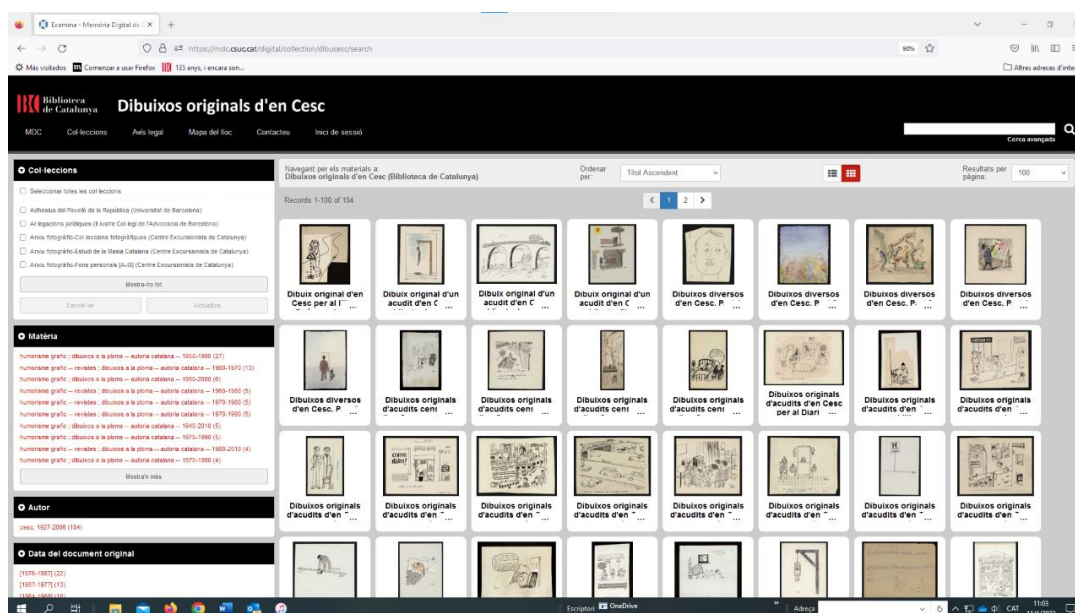 Examina - Memòria Digital de C
https://mdc.csuc.cat/digital/collection/dibucesc/search
90%
Más visitados
Comenzar a usar Firefox
135 anys, i encara son...
Altres adreces d'inte
Biblioteca de Catalunya
Dibuixos originals d'en Cesc
MDC
Col·leccions
Avís legal
Mapa del lloc
Contacteu
Inici de sessió
Cerca avançada
Col·leccions
Seleccionar totes les col·leccions
Adhesius del Pavelló de la República (Universitat de Barcelona)
Al·legacions jurídiques (Il·lustre Col·legi de l'Advocacia de Barcelona)
Arxiu fotogràfic-Col·leccions fotogràfiques (Centre Excursionista de Catalunya)
Arxiu fotogràfic-Estudi de la Masia Catalana (Centre Excursionista de Catalunya)
Arxiu fotogràfic-Fons personals [A-G] (Centre Excursionista de Catalunya)
Mostra-ho tot
Cancel·lar
Actualitza
Matèria
humorisme gràfic ; dibuixos a la ploma -- autoria catalana -- 1950-1980 (27)
humorisme gràfic -- revistes ; dibuixos a la ploma -- autoria catalana -- 1960-1970 (13)
humorisme gràfic ; dibuixos a la ploma -- autoria catalana -- 1950-2000 (6)
humorisme gràfic -- revistes ; dibuixos a la ploma -- autoria catalana -- 1960-1980 (5)
humorisme gràfic -- revistes ; dibuixos a la ploma -- autoria catalana -- 1970-1980 (5)
humorisme gràfic -- revistes ; dibuixos a la ploma -- autoria catalana -- 1970-1990 (5)
humorisme gràfic ; dibuixos a la ploma -- autoria catalana -- 1940-2010 (5)
humorisme gràfic ; dibuixos a la ploma -- autoria catalana -- 1970-1990 (5)
humorisme gràfic -- revistes ; dibuixos a la ploma -- autoria catalana -- 1980-2010 (4)
humorisme gràfic ; dibuixos a la ploma -- autoria catalana -- 1970-1980 (4)
Mostra'n més
Autor
cesc, 1927-2006 (104)
Data del document original
[1976-1987] (22)
[1957-1977] (13)
Navegant per els materials a:
Dibuixos originals d'en Cesc (Biblioteca de Catalunya)
Ordenar per:
Títol Ascendent
Resultats per pàgina:
100
Records 1-100 of 104
1 2
Dibuix original d'en Cesc per al l ...
Dibuix original d'un acudit d'en C ...
Dibuix original d'un acudit d'en C ...
Dibuix original d'un acudit d'en C ...
Dibuixos diversos d'en Cesc. P ...
Dibuixos diversos d'en Cesc. P ...
Dibuixos diversos d'en Cesc. P ...
Dibuixos diversos d'en Cesc. P ...
Dibuixos diversos d'en Cesc. P ...
Dibuixos originals d'acudits cens ...
Dibuixos originals d'acudits cens ...
Dibuixos originals d'acudits cens ...
Dibuixos originals d'acudits cens ...
Dibuixos originals d'acudits d'en Cesc per al Diari ...
Dibuixos originals d'acudits d'en ...
Dibuixos originals d'acudits d'en ...
Dibuixos originals d'acudits d'en ...
Dibuixos originals d'acudits d'en ...
Dibuixos originals d'acudits d'en ...
Dibuixos originals d'acudits d'en ...
Dibuixos originals d'acudits d'en ...
Dibuixos originals d'acudits d'en ...
Dibuixos originals d'acudits d'en ...
Dibuixos originals d'acudits d'en ...
Escriptori
OneDrive
Adreça
CAT
11:03